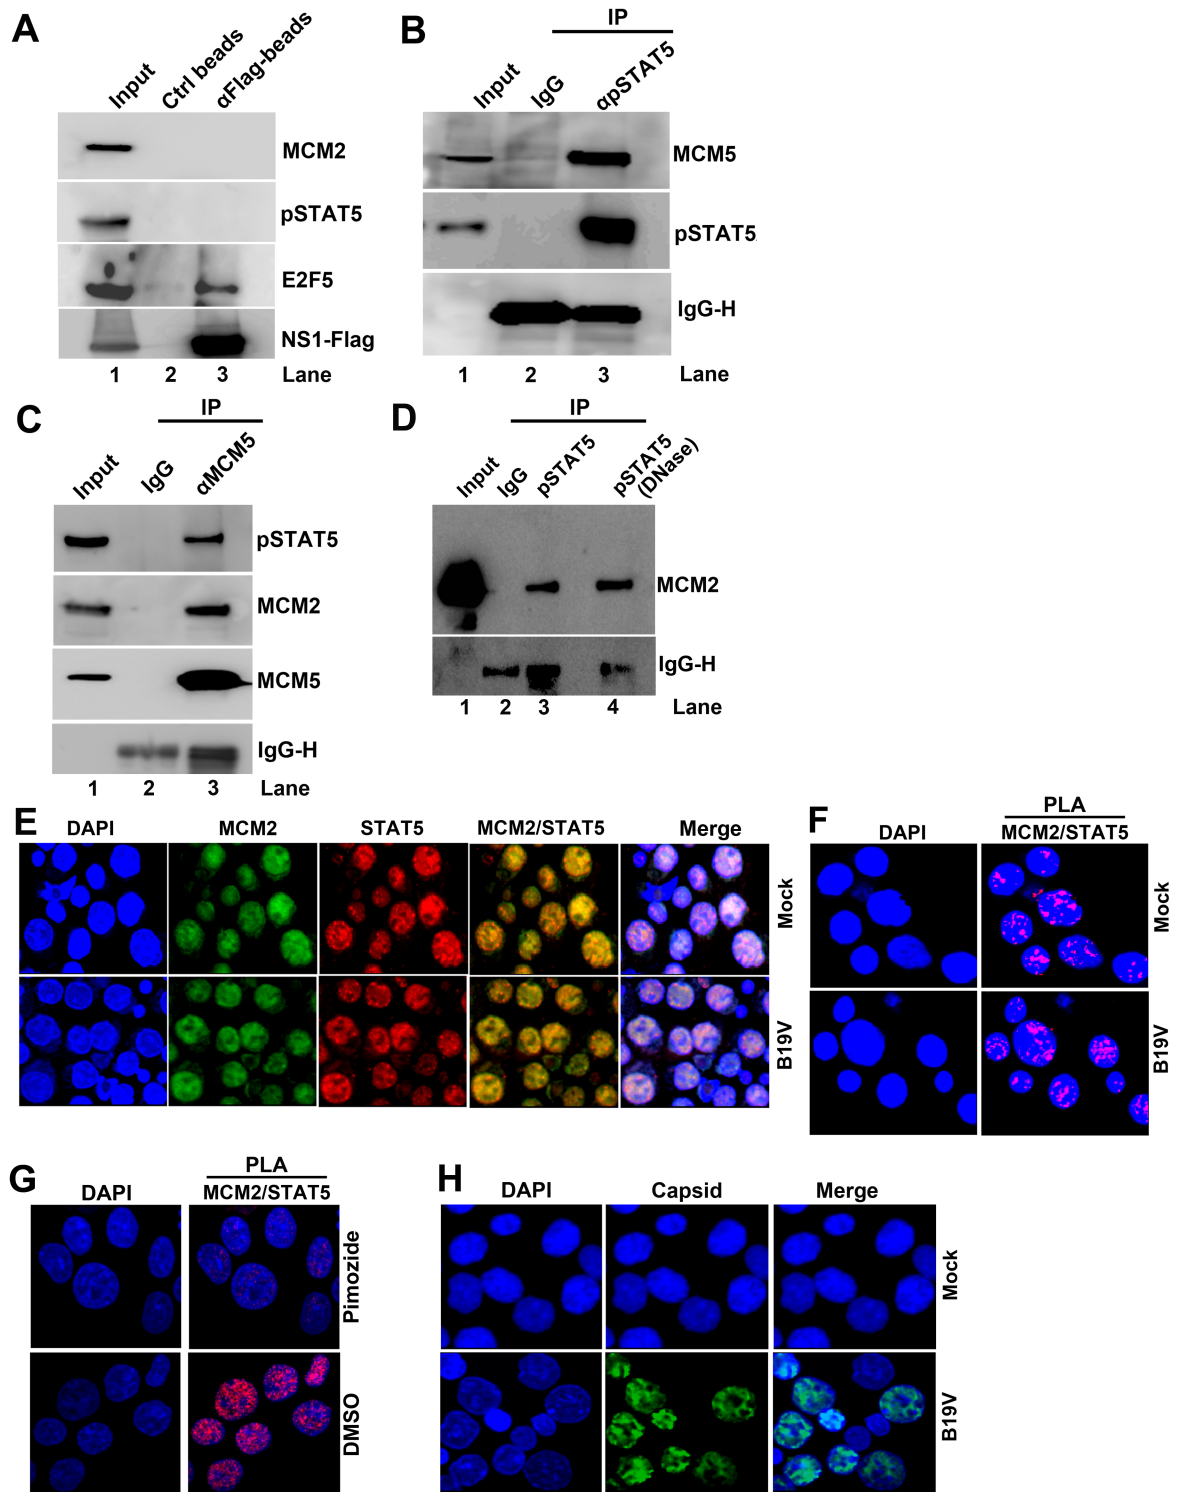 A
Input
Ctrl beads
αFlag-beads
MCM2
pSTAT5
E2F5
NS1-Flag
1 2 3 Lane
B
IP
Input
IgG
αpSTAT5
MCM5
pSTAT5
IgG-H
1 2 3 Lane
C
IP
Input
IgG
αMCM5
pSTAT5
MCM2
MCM5
IgG-H
1 2 3 Lane
D
IP
Input
IgG
pSTAT5
pSTAT5
(DNase)
MCM2
IgG-H
1 2 3 4 Lane
E
DAPI MCM2 STAT5 MCM2/STAT5 Merge
Mock
B19V
F
PLA
DAPI MCM2/STAT5
Mock
B19V
G
PLA
DAPI MCM2/STAT5
Pimozide
DMSO
H
DAPI Capsid Merge
Mock
B19V